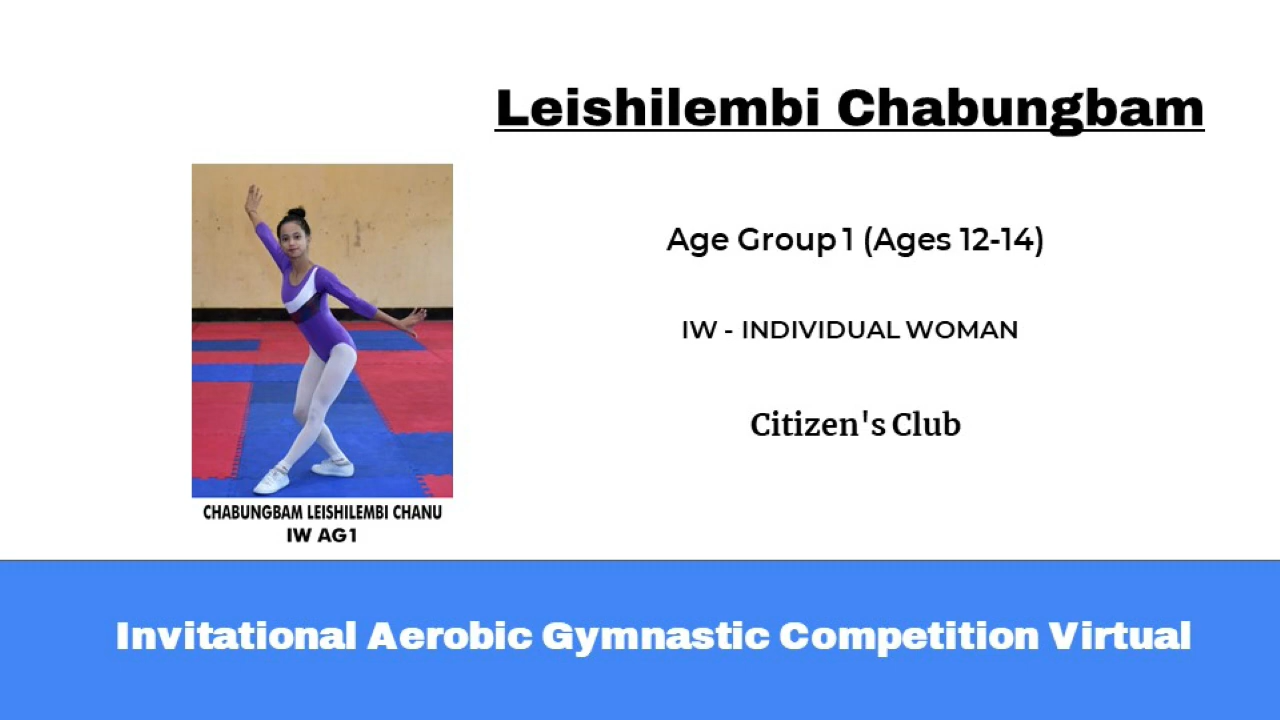 Leishilembi Chabungbam
Age Group 1 (Ages 12-14)
IW - INDIVIDUAL WOMAN
Citizen's Club
CHABUNGBAM LEISHILEMBI CHANU
IW AG1
Invitational Aerobic Gymnastic Competition Virtual